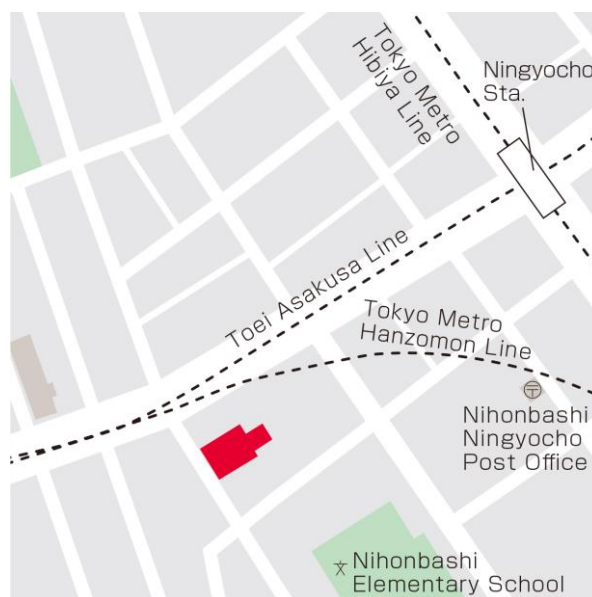 Tokyo Metro
Hibiya Line
Ningyocho
Sta.
Toei Asakusa Line
Tokyo Metro
Hanzomon Line
Nihonbashi
Ningyocho
Post Office
Nihonbashi
Elementary School